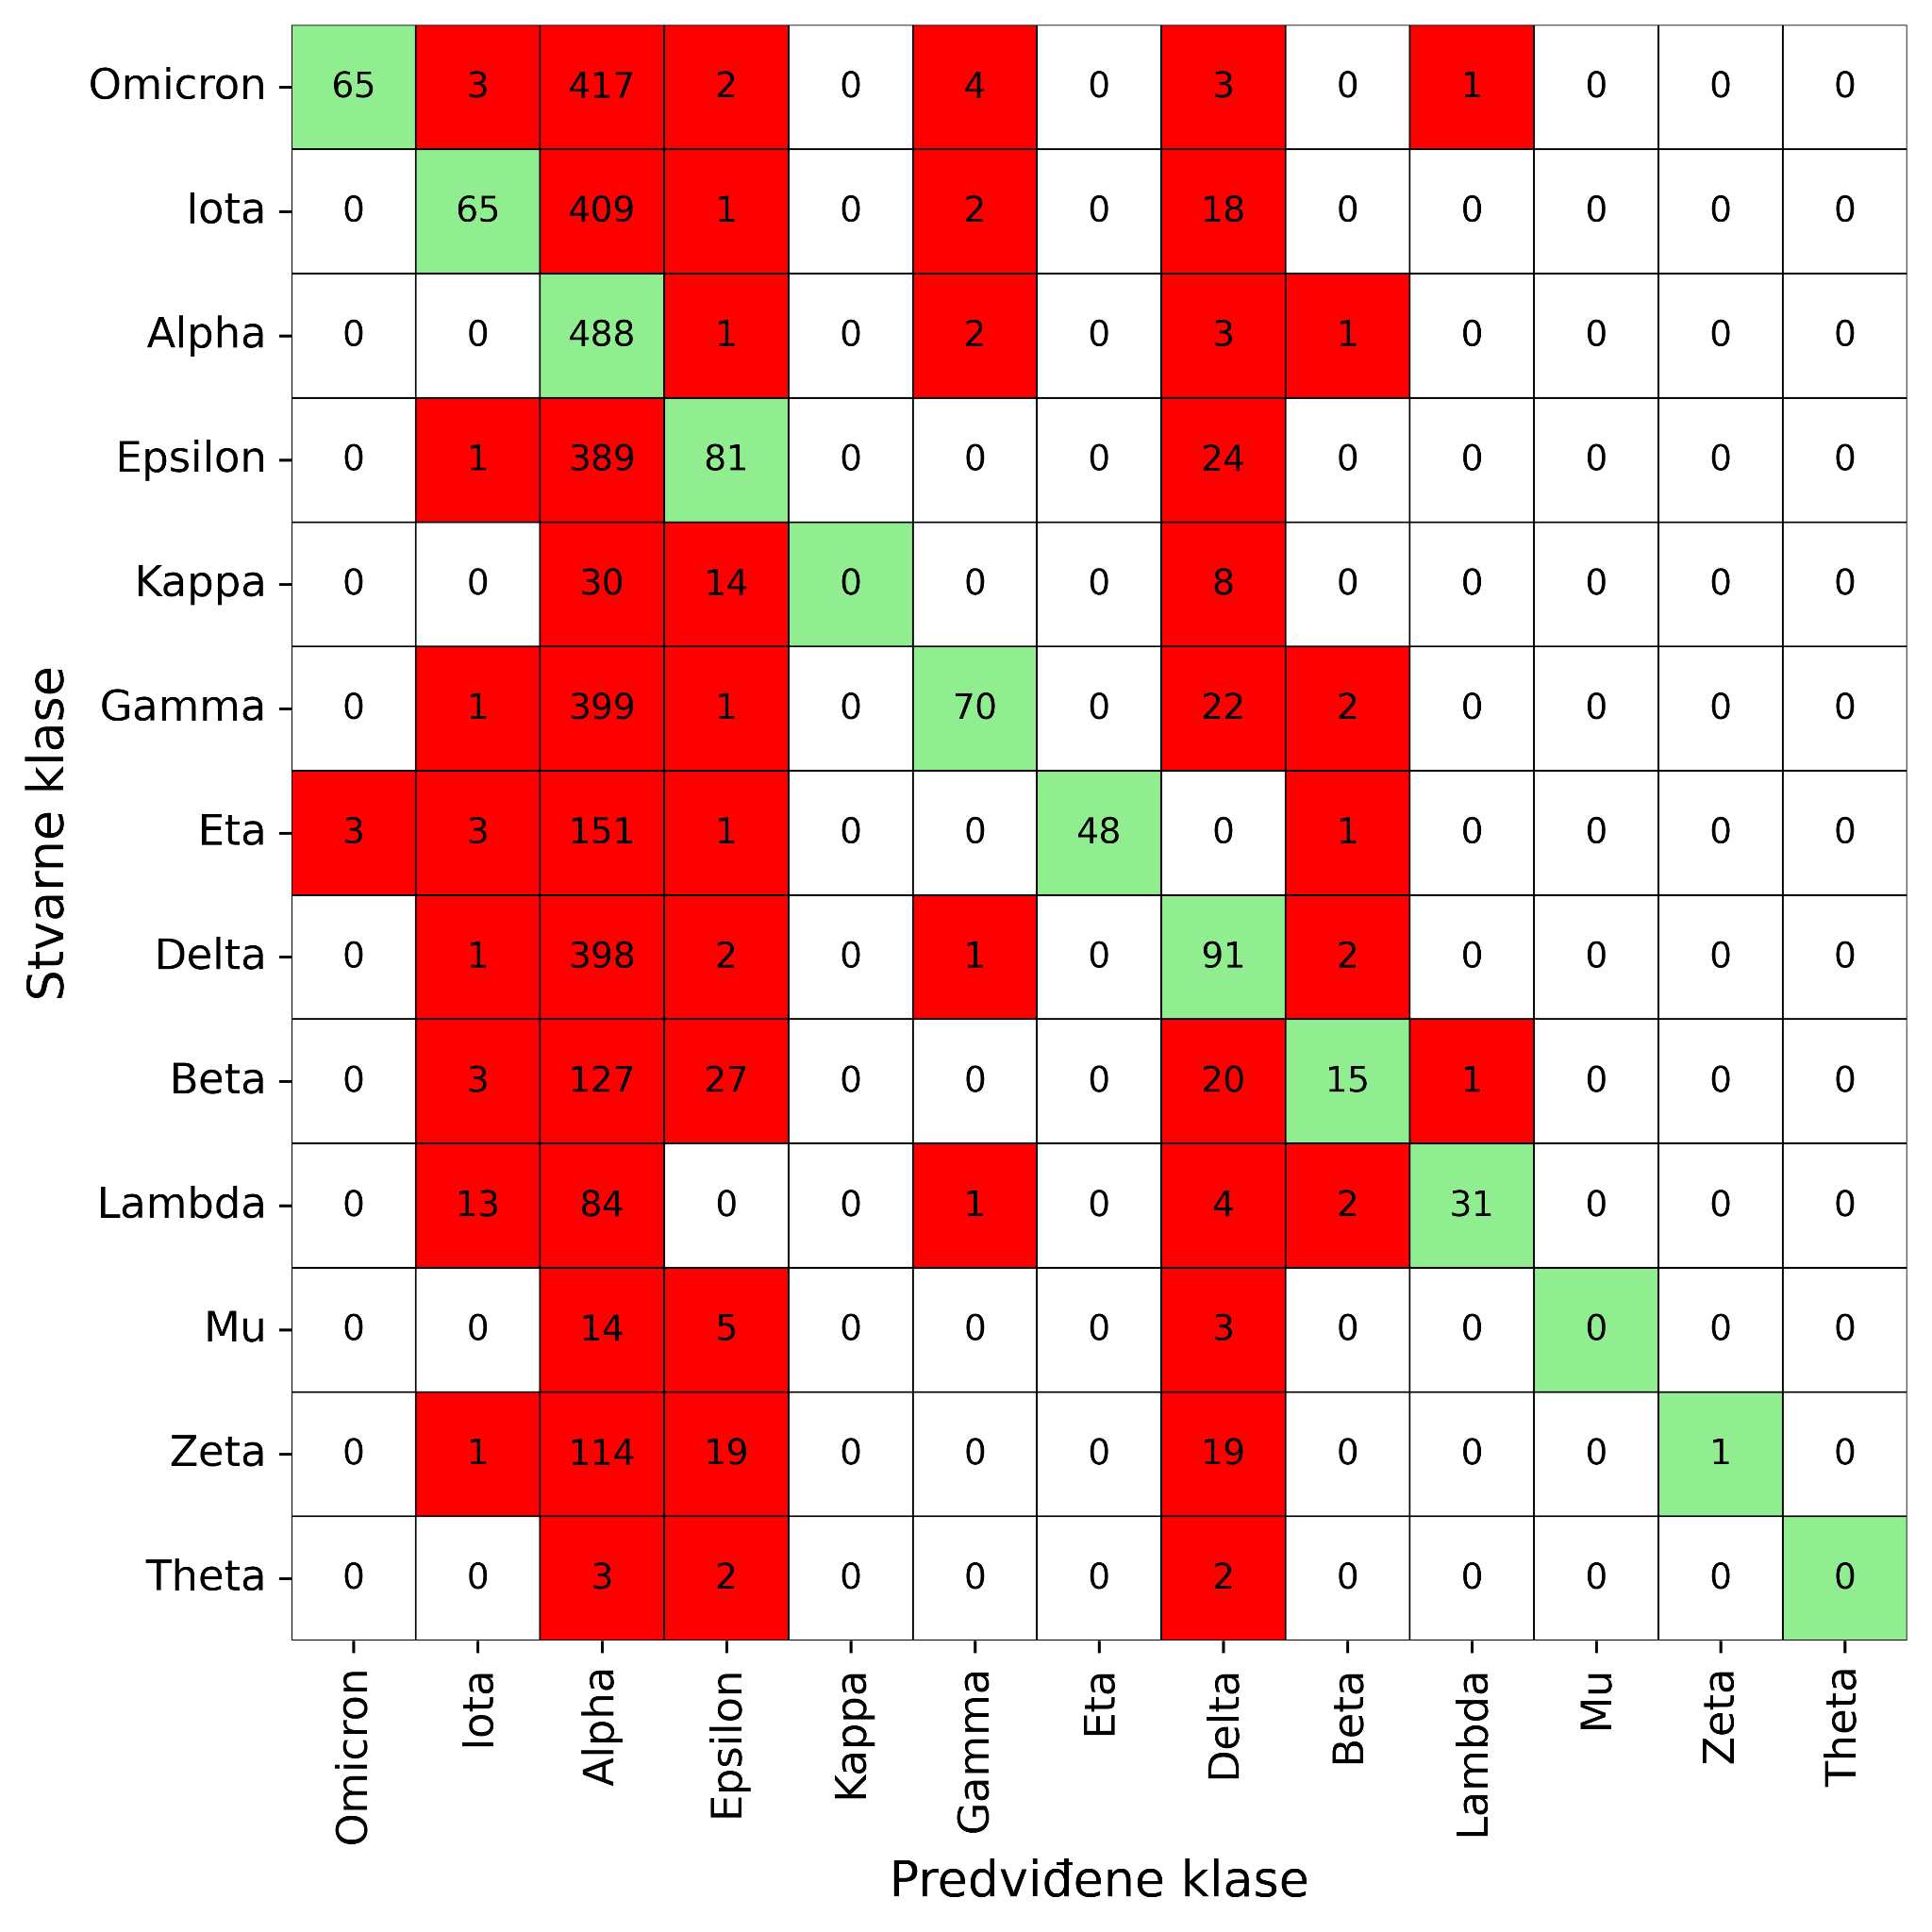 Stvarne klase
Omicron 65 3 417 2 0 4 0 3 0 1 0 0 0
Iota 0 65 409 1 0 2 0 18 0 0 0 0 0
Alpha 0 0 488 1 0 2 0 3 1 0 0 0 0
Epsilon 0 1 389 81 0 0 0 24 0 0 0 0 0
Kappa 0 0 30 14 0 0 0 8 0 0 0 0 0
Gamma 0 1 399 1 0 70 0 22 2 0 0 0 0
Eta 3 3 151 1 0 0 48 0 1 0 0 0 0
Delta 0 1 398 2 0 1 0 91 2 0 0 0 0
Beta 0 3 127 27 0 0 0 20 15 1 0 0 0
Lambda 0 13 84 0 0 1 0 4 2 31 0 0 0
Mu 0 0 14 5 0 0 0 3 0 0 0 0 0
Zeta 0 1 114 19 0 0 0 19 0 0 0 1 0
Theta 0 0 3 2 0 0 0 2 0 0 0 0 0
Omicron Iota Alpha Epsilon Kappa Gamma Eta Delta Beta Lambda Mu Zeta Theta
Predviđene klase